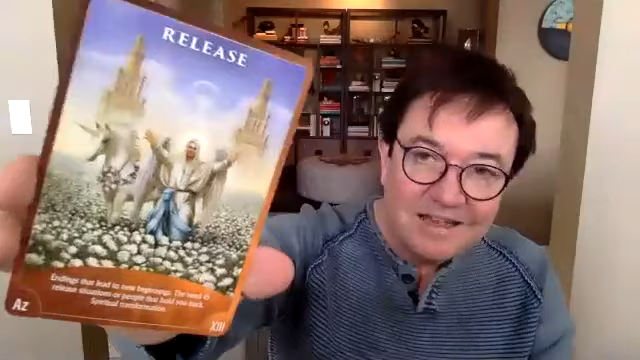 RELEASE
Endings that lead to new beginnings. The need to
release situations or people that hold you back.
Spiritual transformation.
Az
XIII